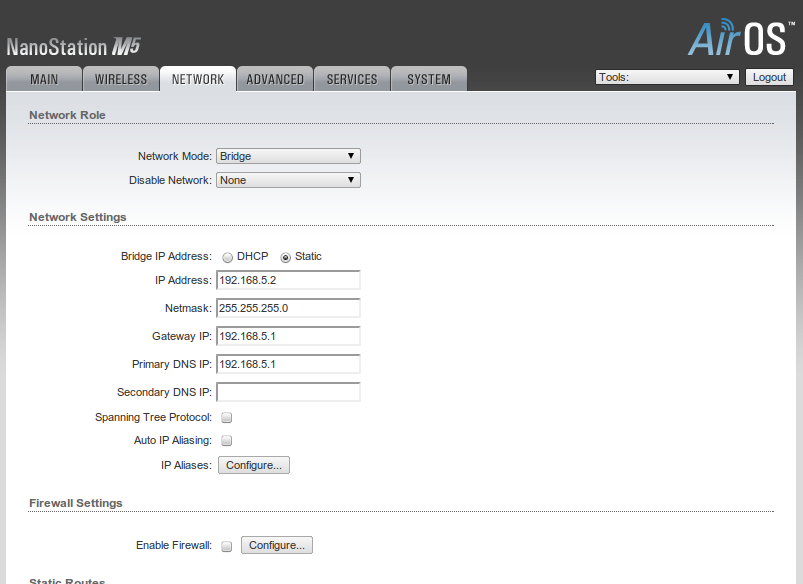 NanoStation M5
AirOS™
MAIN WIRELESS NETWORK ADVANCED SERVICES SYSTEM Tools: Logout
Network Role
Network Mode: Bridge
Disable Network: None
Network Settings
Bridge IP Address: DHCP Static
IP Address: 192.168.5.2
Netmask: 255.255.255.0
Gateway IP: 192.168.5.1
Primary DNS IP: 192.168.5.1
Secondary DNS IP:
Spanning Tree Protocol:
Auto IP Aliasing:
IP Aliases: Configure...
Firewall Settings
Enable Firewall: Configure...
Static Routes